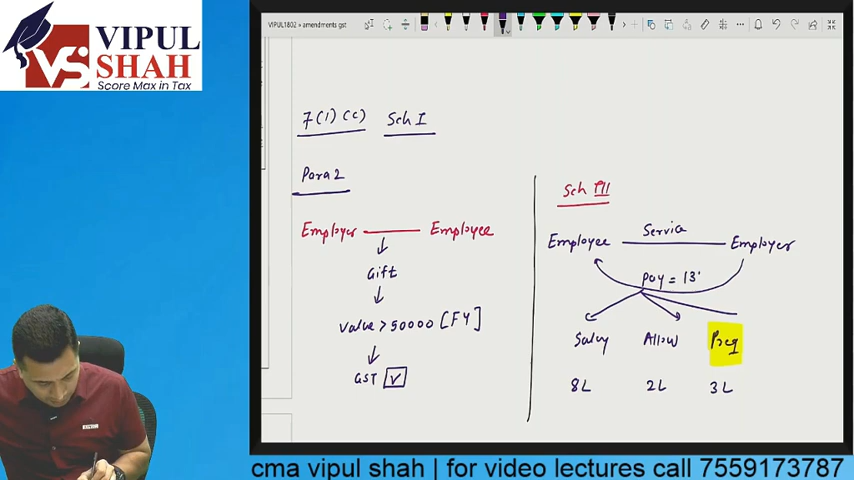 VIPUL
SHAH
Score Max in Tax
VS
VIPUL1802 + amendments gst
7(1)(c) Sch I
Para 2
Employer Employee
Gift
Value > 50000 [FY]
GST
Sch III
Employee Service Employer
Pay = 13
Salary Allow Perq
8L 2L 3L
cma vipul shah | for video lectures call 7559173787